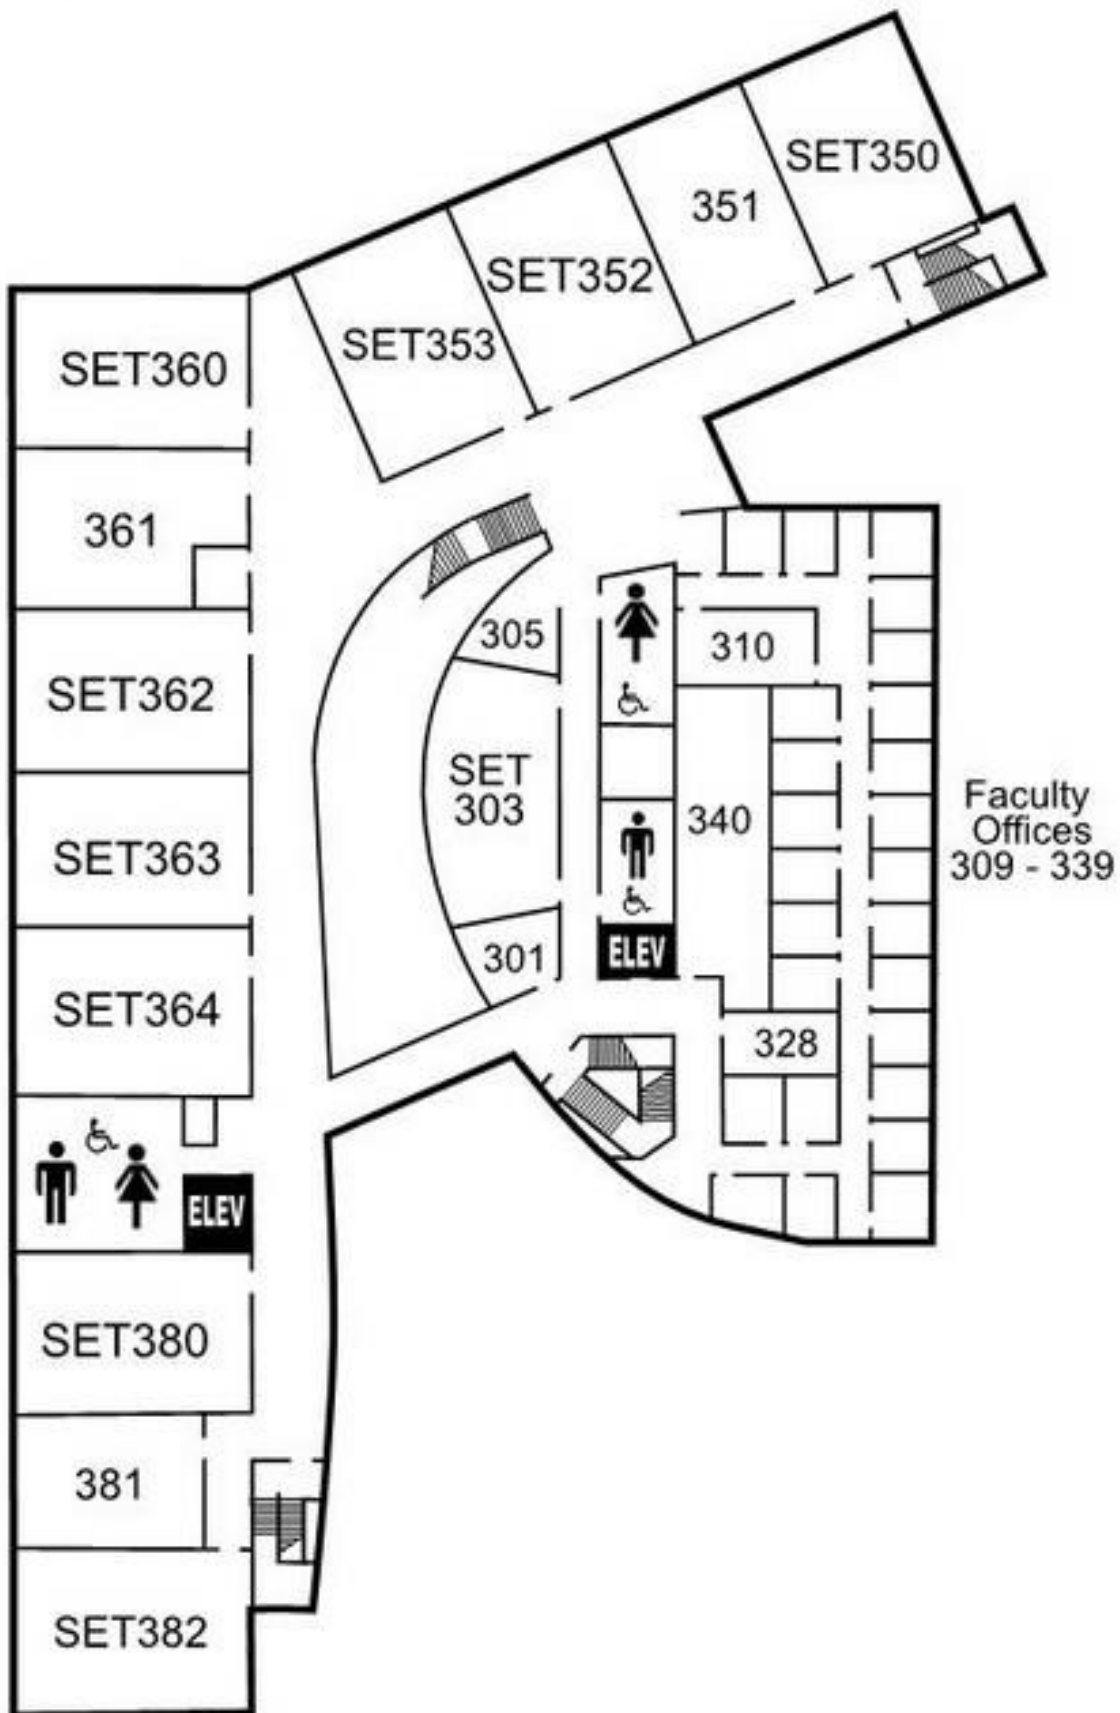 SET350
351
SET352
SET353
SET360
361
SET362
SET363
SET364
ELEV
SET380
381
SET382
305
SET
303
301
310
340
ELEV
328
Faculty
Offices
309 - 339